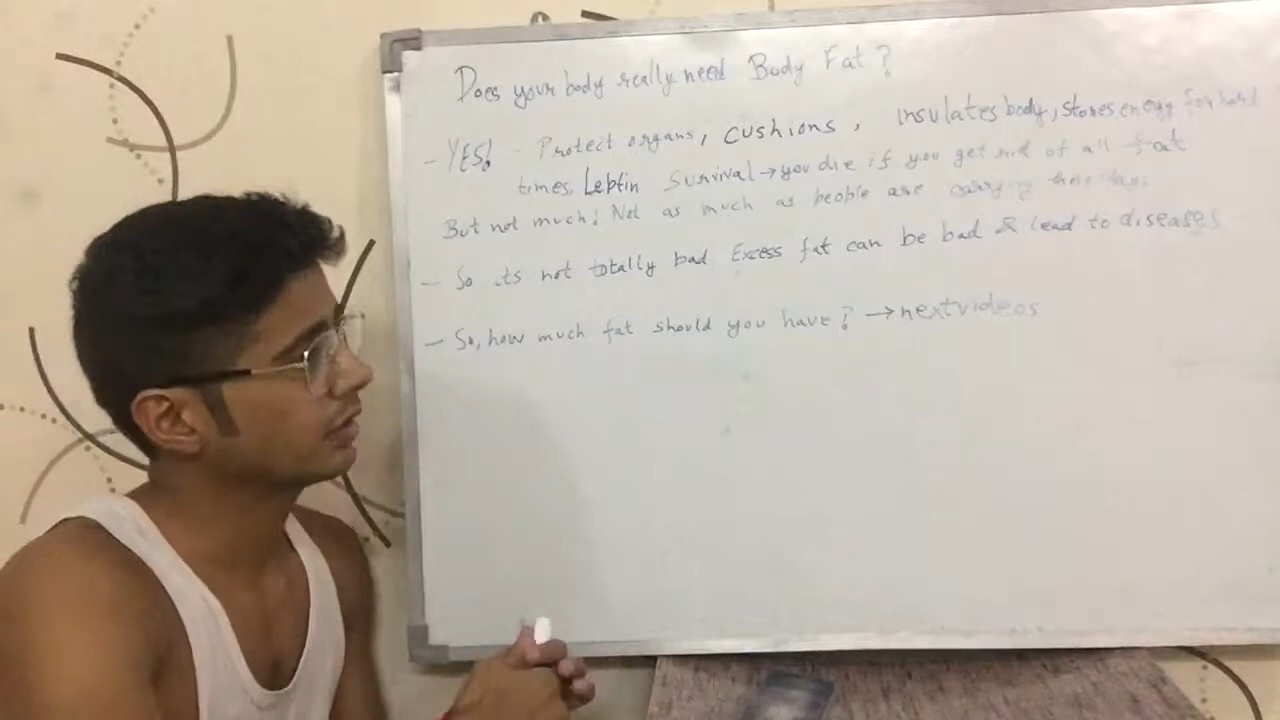 Does your body really need Body Fat?
- YES! - Protect organs, cushions, insulates body, stores energy for hard
times. Leptin Survival → you die if you get rid of all fat
But not much! Not as much as people are carrying these days.
- So its not totally bad Excess fat can be bad & lead to diseases
- So, how much fat should you have? → next videos